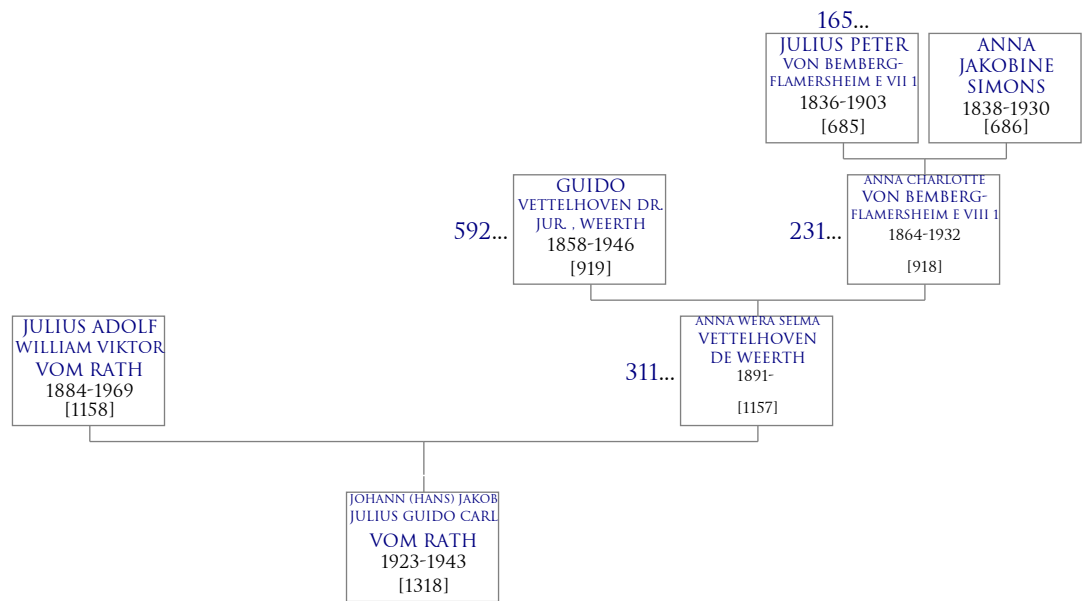 165...
JULIUS PETER
VON BEMBERG-
FLAMERSHEIM E VII 1
1836-1903
[685]
ANNA
JAKOBINE
SIMONS
1838-1930
[686]
592...
GUIDO
VETTELHOVEN DR.
JUR. , WEERTH
1858-1946
[919]
231...
ANNA CHARLOTTE
VON BEMBERG-
FLAMERSHEIM E VIII 1
1864-1932
[918]
JULIUS ADOLF
WILLIAM VIKTOR
VOM RATH
1884-1969
[1158]
311...
ANNA WERA SELMA
VETTELHOVEN
DE WEERTH
1891-
[1157]
JOHANN (HANS) JAKOB
JULIUS GUIDO CARL
VOM RATH
1923-1943
[1318]